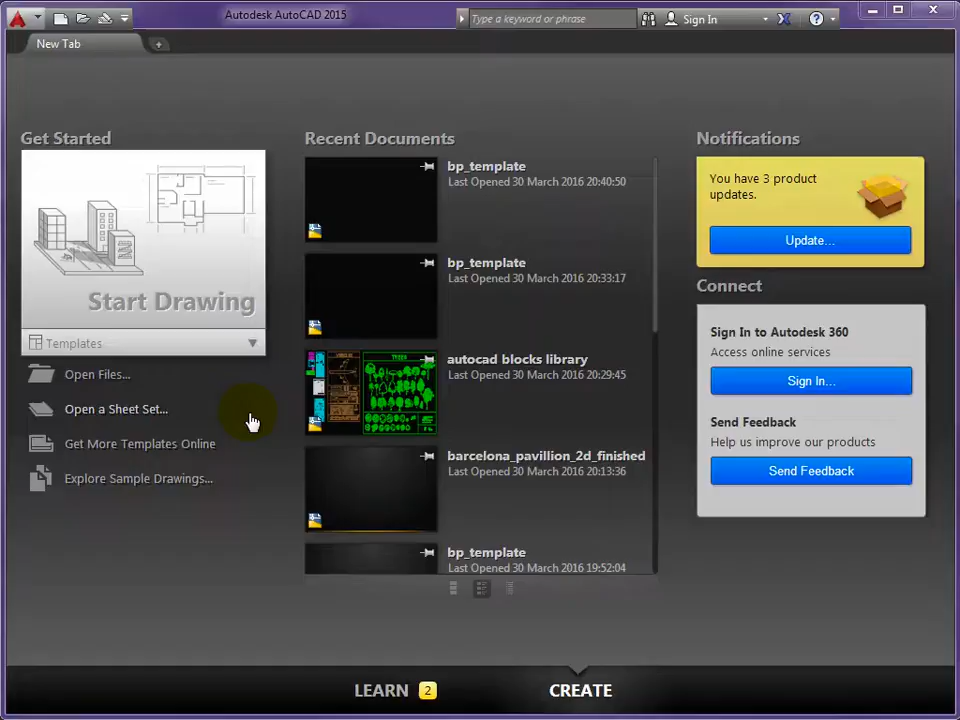 Autodesk AutoCAD 2015
Type a keyword or phrase
Sign In
New Tab
Get Started
Start Drawing
Templates
Open Files...
Open a Sheet Set...
Get More Templates Online
Explore Sample Drawings...
Recent Documents
bp_template
Last Opened 30 March 2016 20:40:50
bp_template
Last Opened 30 March 2016 20:33:17
autocad blocks library
Last Opened 30 March 2016 20:29:45
barcelona_pavillion_2d_finished
Last Opened 30 March 2016 20:13:36
bp_template
Last Opened 30 March 2016 19:52:04
Notifications
You have 3 product
updates.
Update...
Connect
Sign In to Autodesk 360
Access online services
Sign In...
Send Feedback
Help us improve our products
Send Feedback
LEARN 2
CREATE